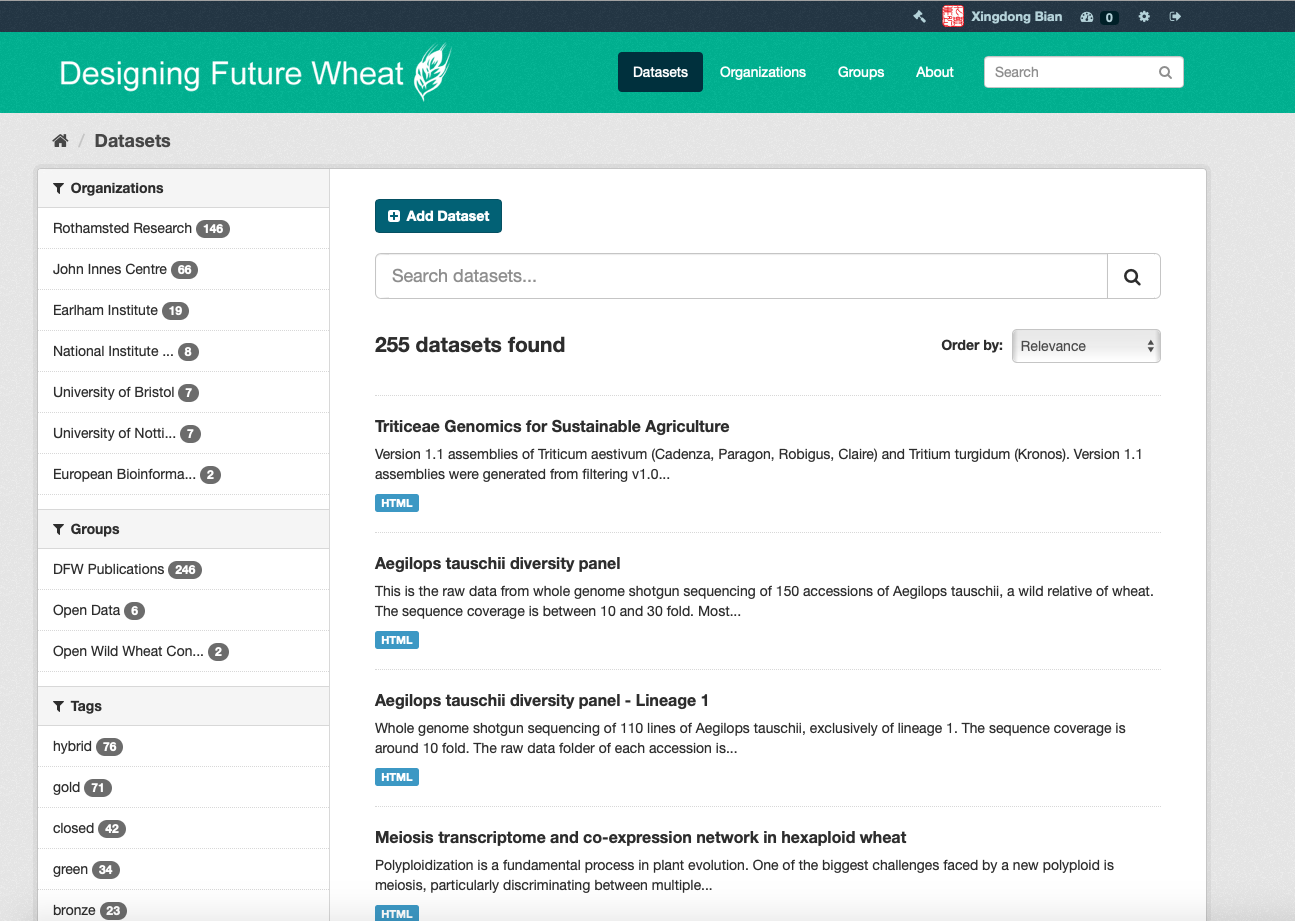 Xingdong Bian 0
Designing Future Wheat
Datasets Organizations Groups About Search
/ Datasets
Organizations
Rothamsted Research 146
John Innes Centre 66
Earlham Institute 19
National Institute ... 8
University of Bristol 7
University of Notti... 7
European Bioinforma... 2
Groups
DFW Publications 246
Open Data 6
Open Wild Wheat Con... 2
Tags
hybrid 76
gold 71
closed 42
green 34
bronze 23
Add Dataset
Search datasets...
255 datasets found
Order by: Relevance
Triticeae Genomics for Sustainable Agriculture
Version 1.1 assemblies of Triticum aestivum (Cadenza, Paragon, Robigus, Claire) and Tritium turgidum (Kronos). Version 1.1
assemblies were generated from filtering v1.0...
HTML
Aegilops tauschii diversity panel
This is the raw data from whole genome shotgun sequencing of 150 accessions of Aegilops tauschii, a wild relative of wheat.
The sequence coverage is between 10 and 30 fold. Most...
HTML
Aegilops tauschii diversity panel - Lineage 1
Whole genome shotgun sequencing of 110 lines of Aegilops tauschii, exclusively of lineage 1. The sequence coverage is
around 10 fold. The raw data folder of each accession is...
HTML
Meiosis transcriptome and co-expression network in hexaploid wheat
Polyploidization is a fundamental process in plant evolution. One of the biggest challenges faced by a new polyploid is
meiosis, particularly discriminating between multiple...
HTML